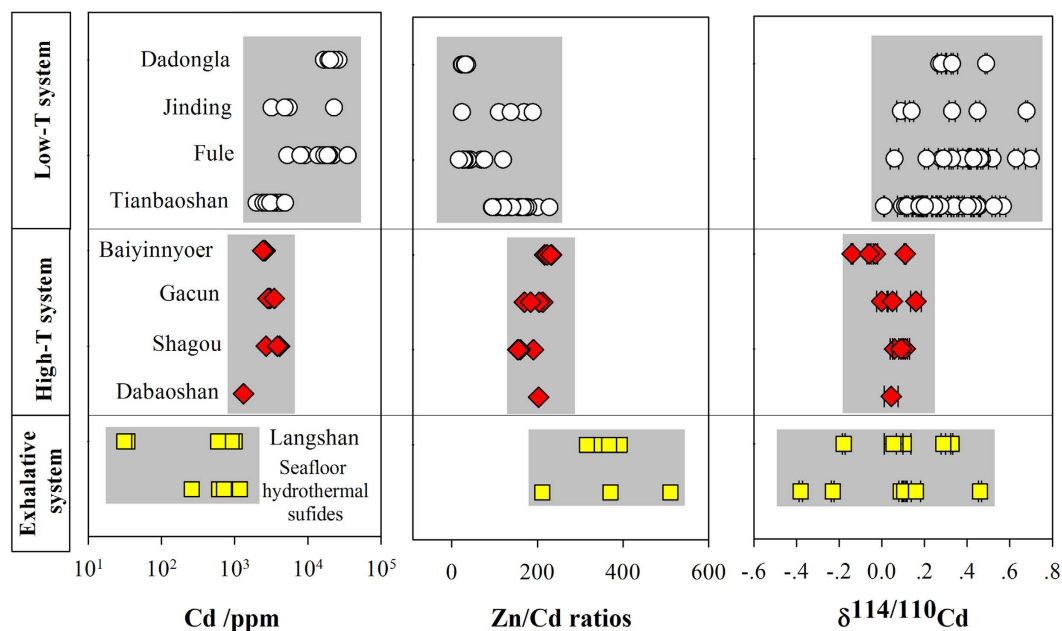 Low-T system
Dadongla
Jinding
Fule
Tianbaoshan
High-T system
Baiyinnyoer
Gacun
Shagou
Dabaoshan
Exhalative
system
Langshan
Seafloor
hydrothermal
sufides
10¹ 10² 10³ 10⁴ 10⁵
0 200 400 600
-.6 -.4 -.2 0.0 .2 .4 .6 .8
Cd /ppm
Zn/Cd ratios
δ¹¹⁴/¹¹⁰Cd